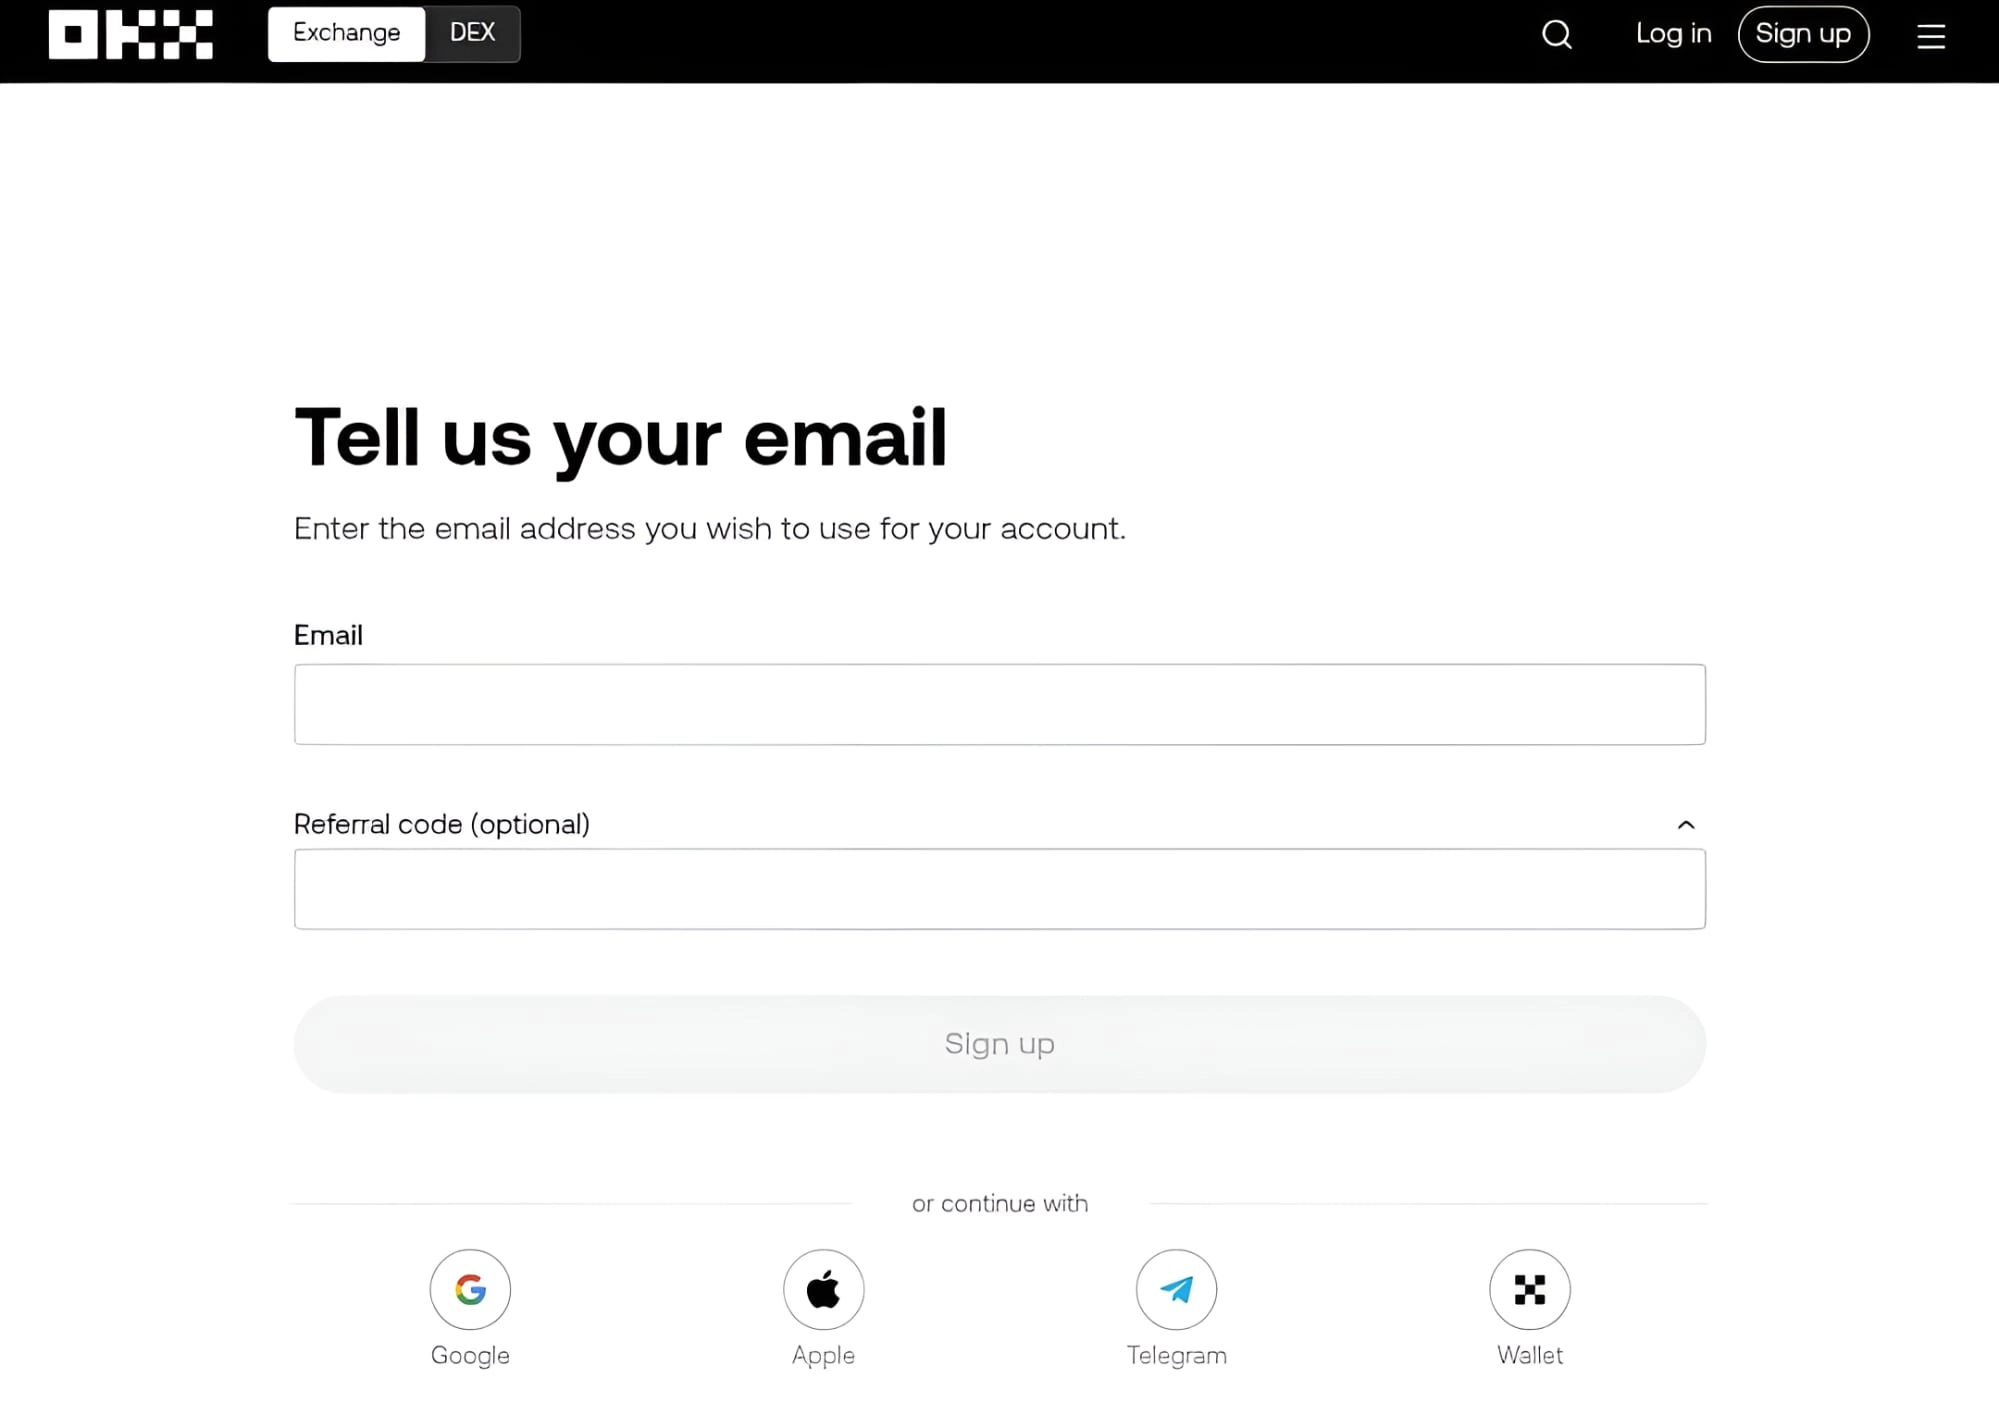 OKX Exchange DEX Log in Sign up
Tell us your email
Enter the email address you wish to use for your account.
Email
Referral code (optional)
Sign up
or continue with
Google Apple Telegram Wallet